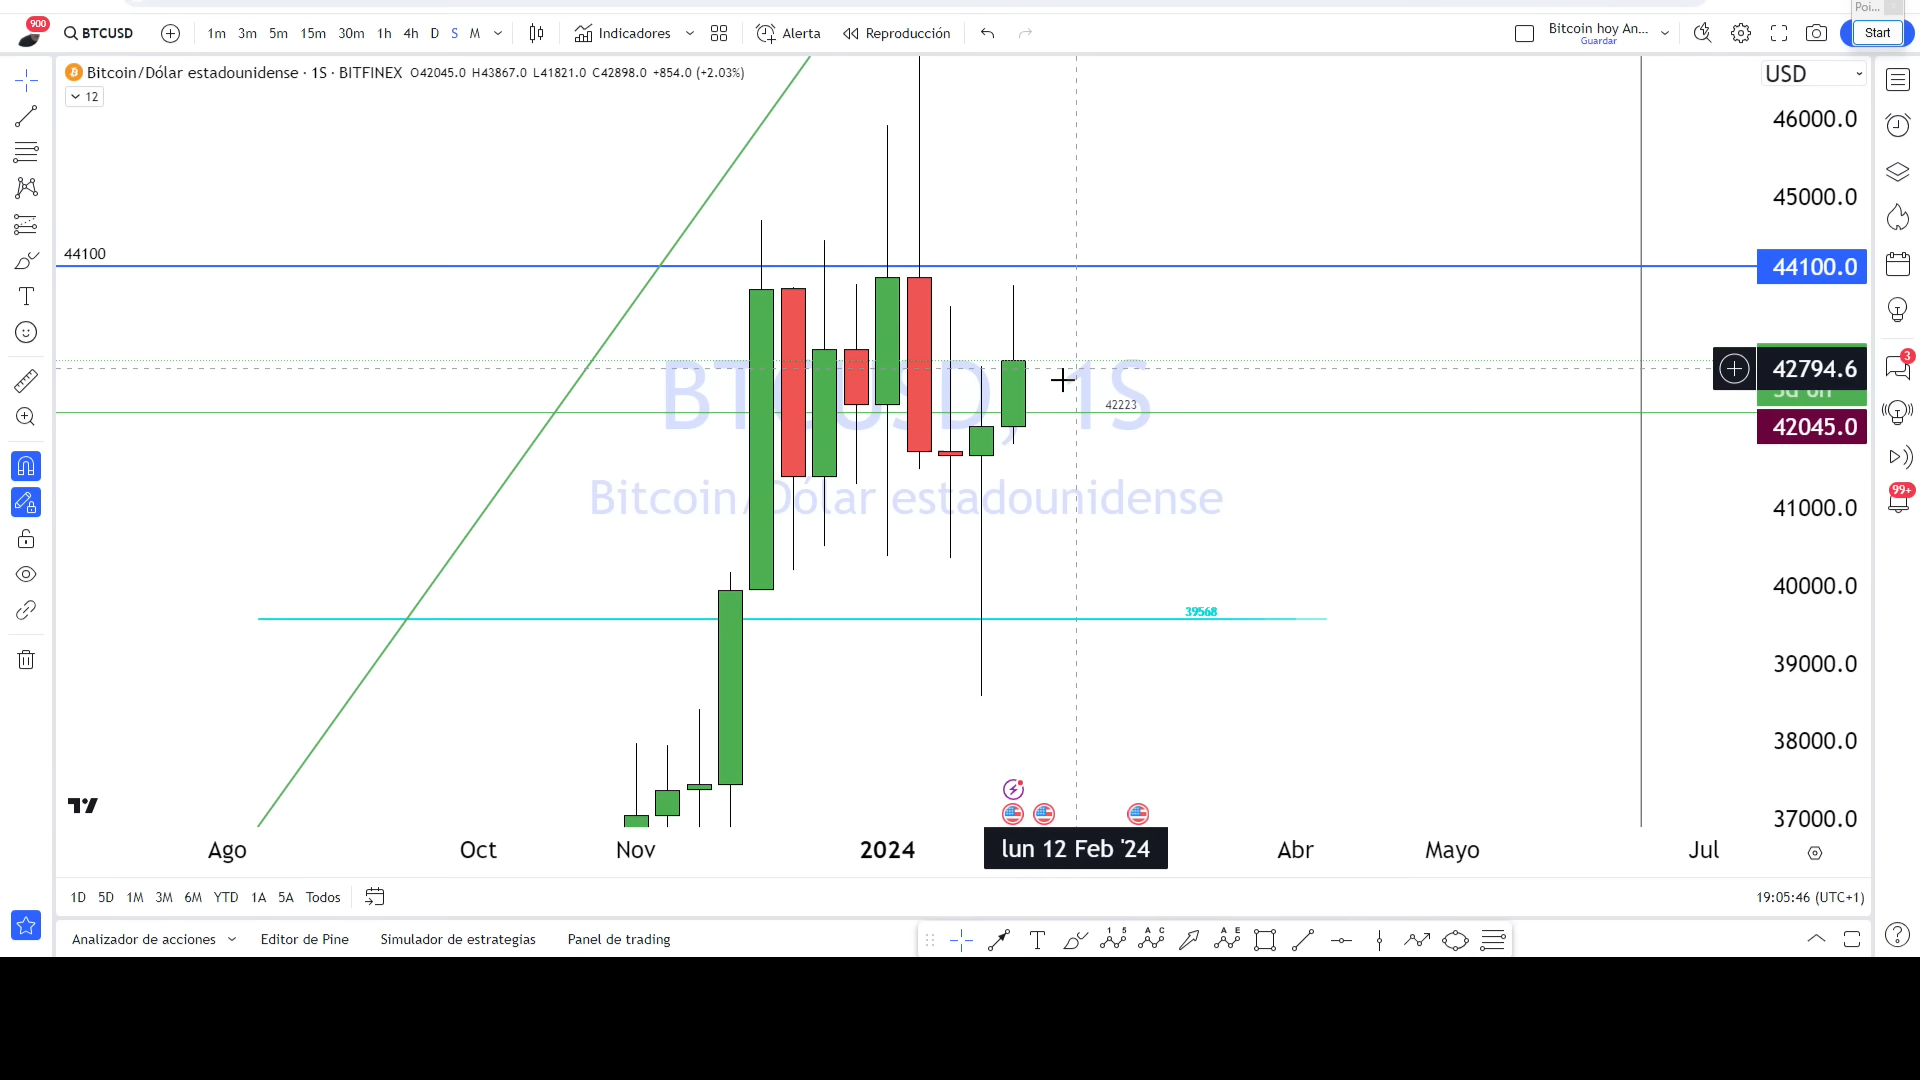 Poi...
900
BTCUSD
1m 3m 5m 15m 30m 1h 4h D S M
Indicadores
Alerta
Reproducción
Bitcoin hoy An...
Guardar
Start
Bitcoin/Dólar estadounidense · 1S · BITFINEX O42045.0 H43867.0 L41821.0 C42898.0 +854.0 (+2.03%)
12
USD
46000.0
45000.0
44100
44100.0
BTCUSD, 1S
42794.6
42223
42045.0
Bitcoin/Dólar estadounidense
41000.0
40000.0
39568
39000.0
38000.0
37000.0
3
99+
Ago Oct Nov 2024 lun 12 Feb '24 Abr Mayo Jul
1D 5D 1M 3M 6M YTD 1A 5A Todos
19:05:46 (UTC+1)
Analizador de acciones Editor de Pine Simulador de estrategias Panel de trading